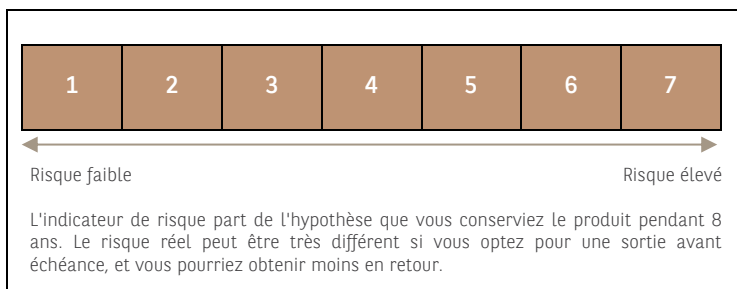 1 2 3 4 5 6 7
Risque faible Risque élevé
L'indicateur de risque part de l'hypothèse que vous conserviez le produit pendant 8
ans. Le risque réel peut être très différent si vous optez pour une sortie avant
échéance, et vous pourriez obtenir moins en retour.